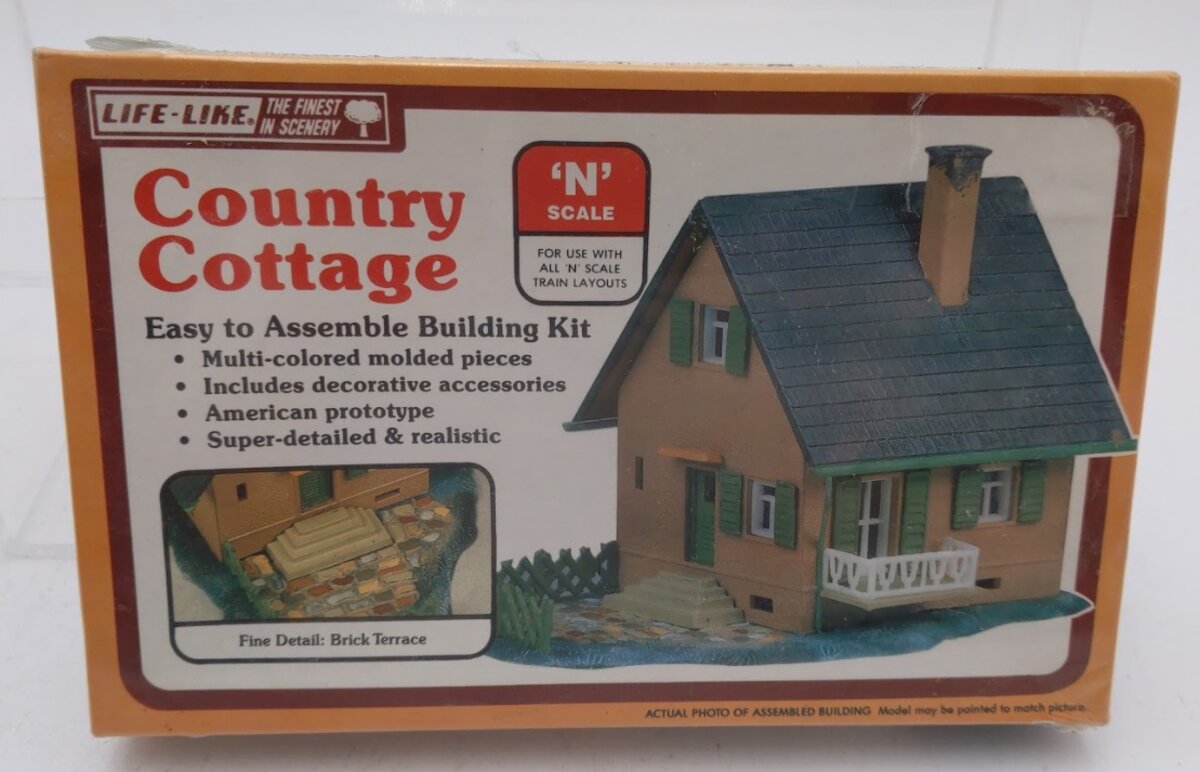 LIFE-LIKE® THE FINEST
IN SCENERY
Country
Cottage
'N'
SCALE
FOR USE WITH
ALL 'N' SCALE
TRAIN LAYOUTS
Easy to Assemble Building Kit
• Multi-colored molded pieces
• Includes decorative accessories
• American prototype
• Super-detailed & realistic
Fine Detail: Brick Terrace
ACTUAL PHOTO OF ASSEMBLED BUILDING Model may be painted to match picture.